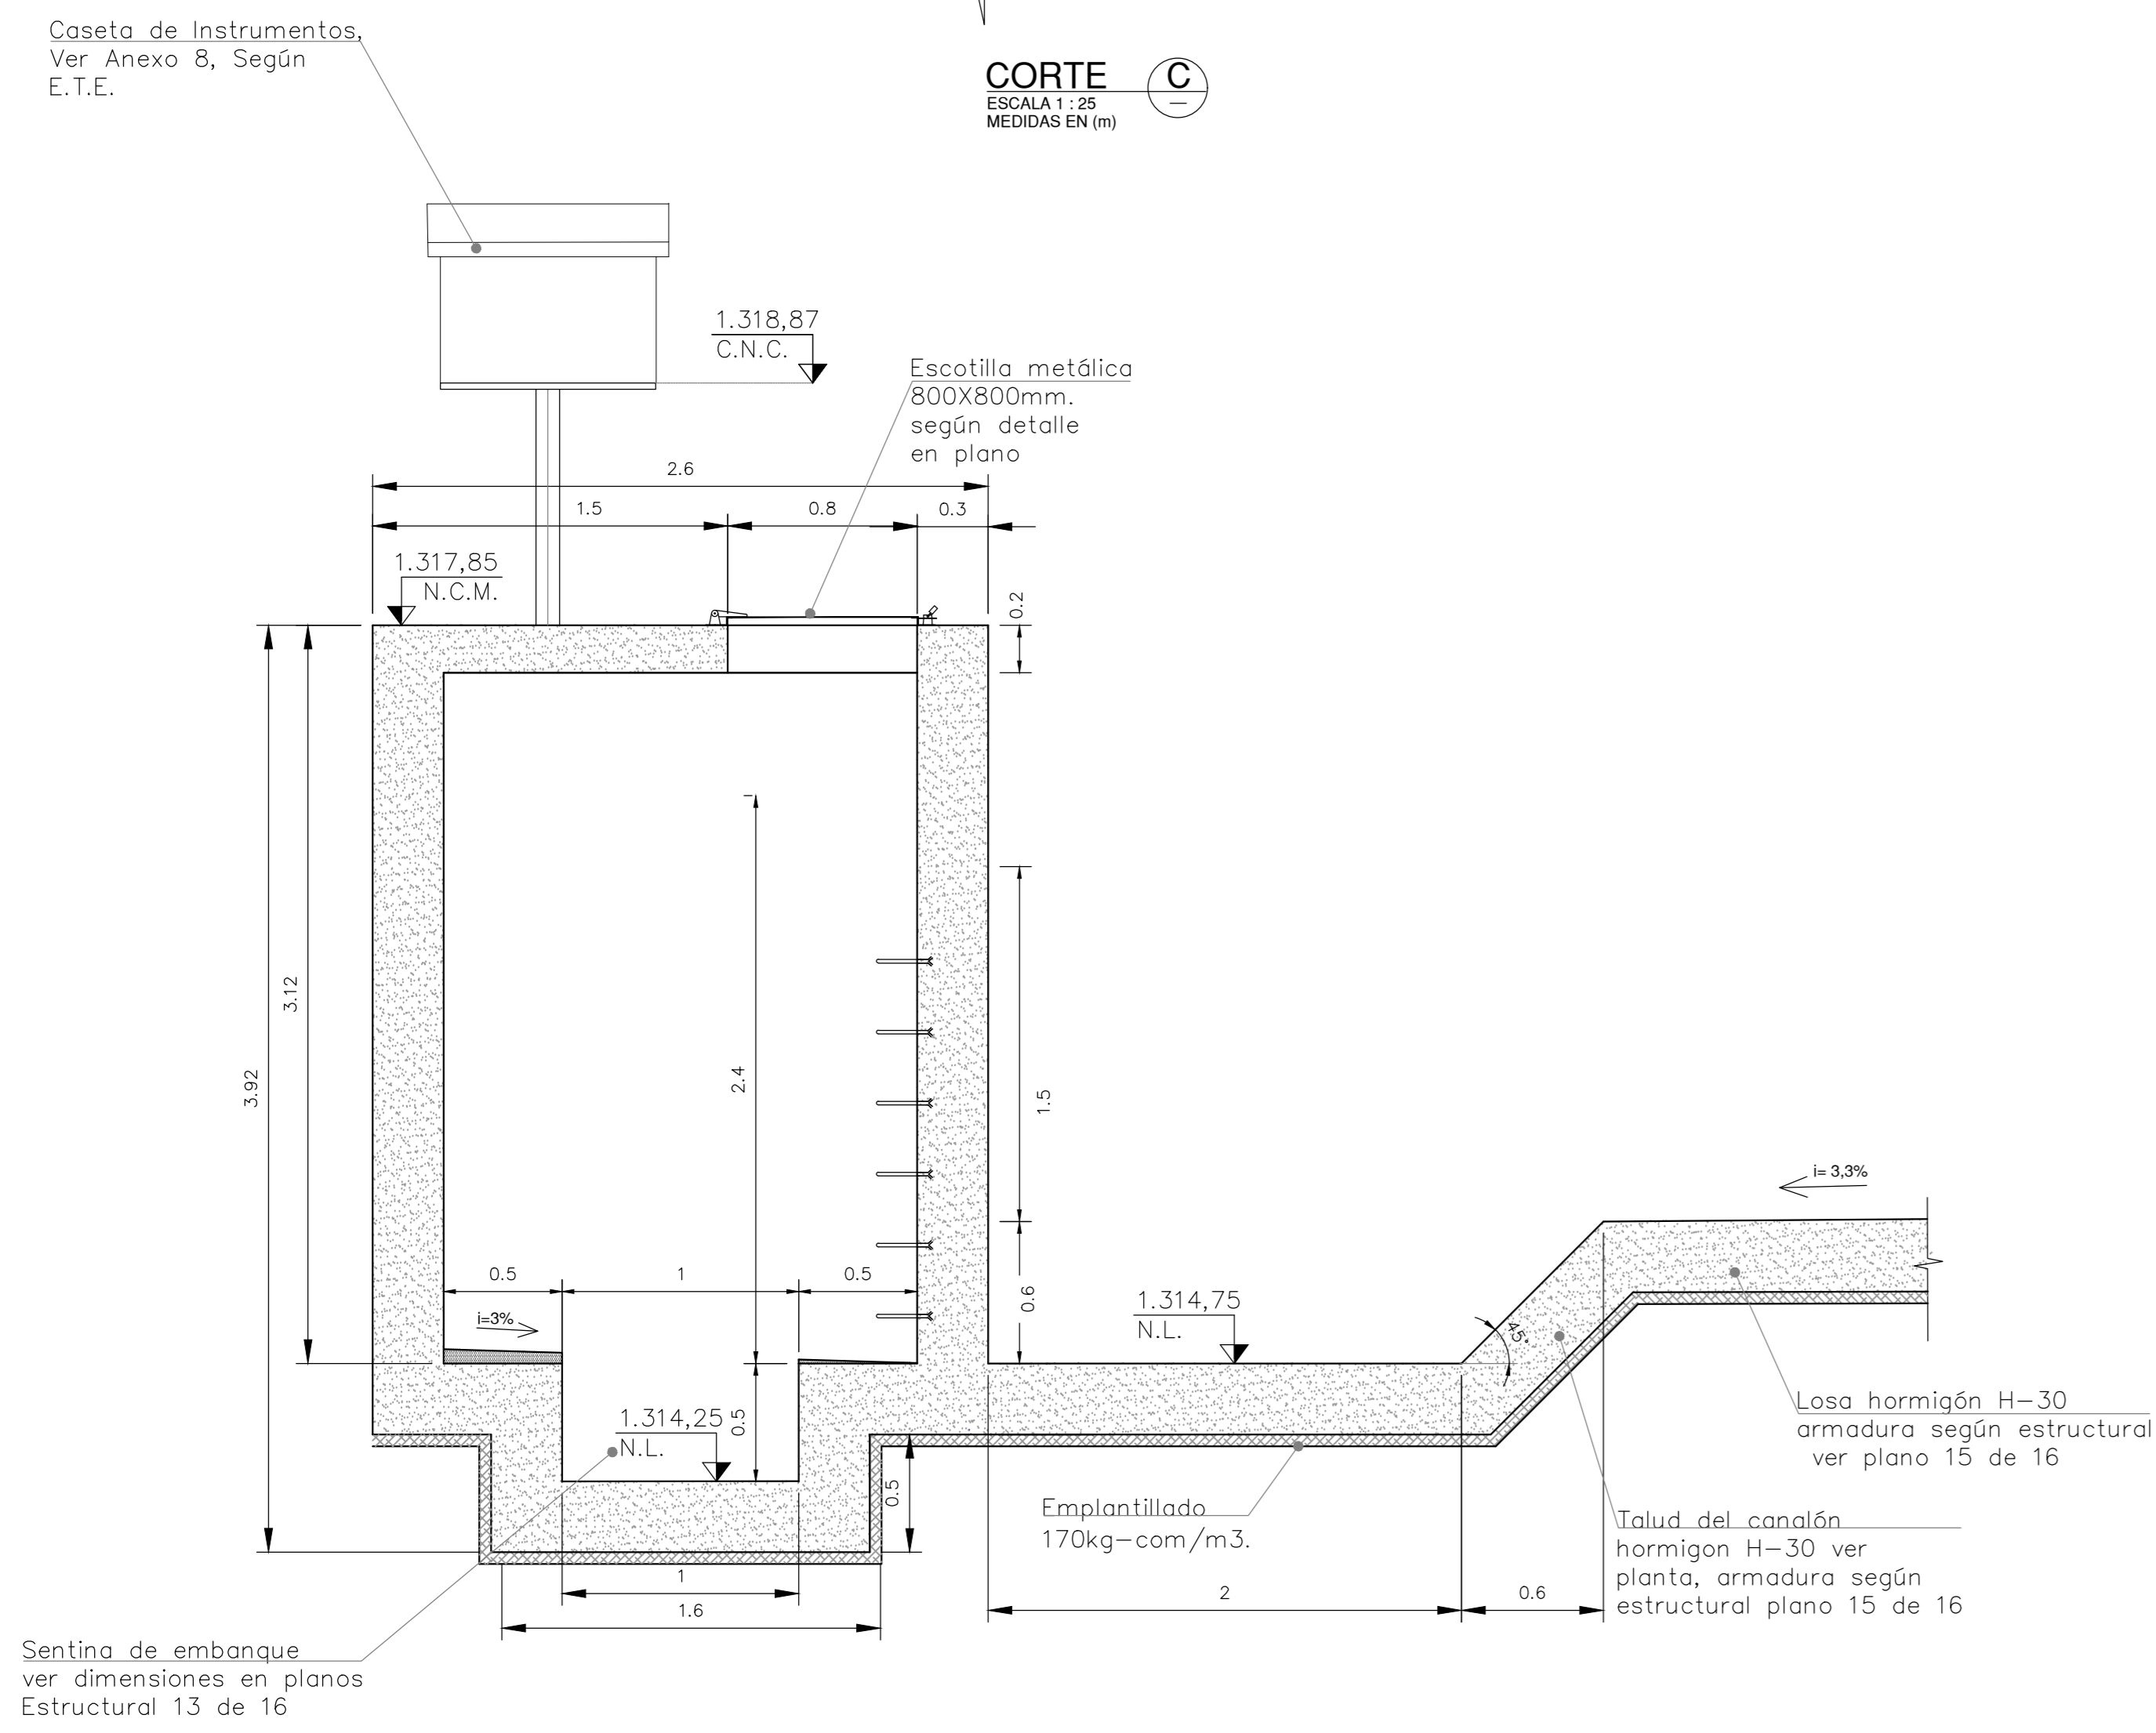 Caseta de Instrumentos,
Ver Anexo 8, Según
E.T.E.
CORTE
C
—
ESCALA 1 : 25
MEDIDAS EN (m)
1.318,87
C.N.C.
Escotilla metálica
800X800mm.
según detalle
en plano
2.6
1.5
0.8
0.3
1.317,85
N.C.M.
0.2
3.12
3.92
2.4
1.5
i= 3,3%
0.5
1
0.5
0.6
i=3%
1.314,75
N.L.
45°
1.314,25
N.L.
0.5
0.5
Losa hormigón H-30
armadura según estructural
ver plano 15 de 16
Emplantillado
170kg-com/m3.
Talud del canalón
hormigon H-30 ver
planta, armadura según
estructural plano 15 de 16
1
1.6
2
0.6
Sentina de embanque
ver dimensiones en planos
Estructural 13 de 16